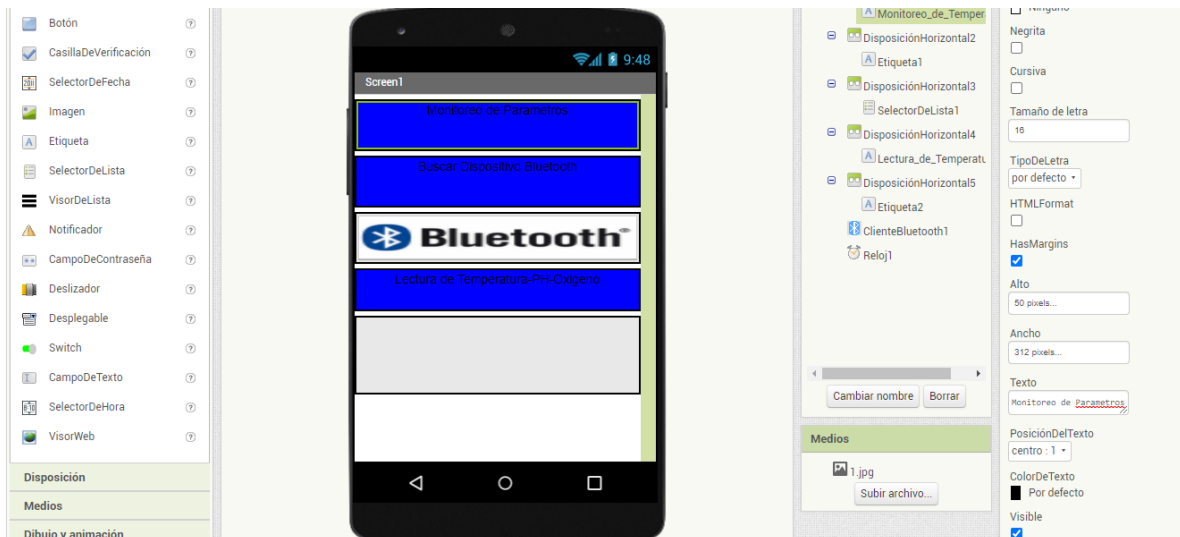 Botón
CasillaDeVerificación
SelectorDeFecha
Imagen
Etiqueta
SelectorDeLista
VisorDeLista
Notificador
CampoDeContraseña
Deslizador
Desplegable
Switch
CampoDeTexto
SelectorDeHora
VisorWeb
Disposición
Medios
Dibujo y animación
9:48
Screen1
Monitoreo de Parametros
Buscar Dispositivo Bluetooth
Bluetooth
Lectura de Temperatura-PH-Oxigeno
Monitoreo_de_Temper
DisposiciónHorizontal2
Etiqueta1
DisposiciónHorizontal3
SelectorDeLista1
DisposiciónHorizontal4
Lectura_de_Temperatu
DisposiciónHorizontal5
Etiqueta2
ClienteBluetooth1
Reloj1
Cambiar nombre Borrar
Medios
1.jpg
Subir archivo...
Ninguno
Negrita
Cursiva
Tamaño de letra
16
TipoDeLetra
por defecto
HTMLFormat
HasMargins
Alto
50 pixels...
Ancho
312 pixels...
Texto
Monitoreo de Parametros
PosiciónDelTexto
centro : 1
ColorDeTexto
Por defecto
Visible